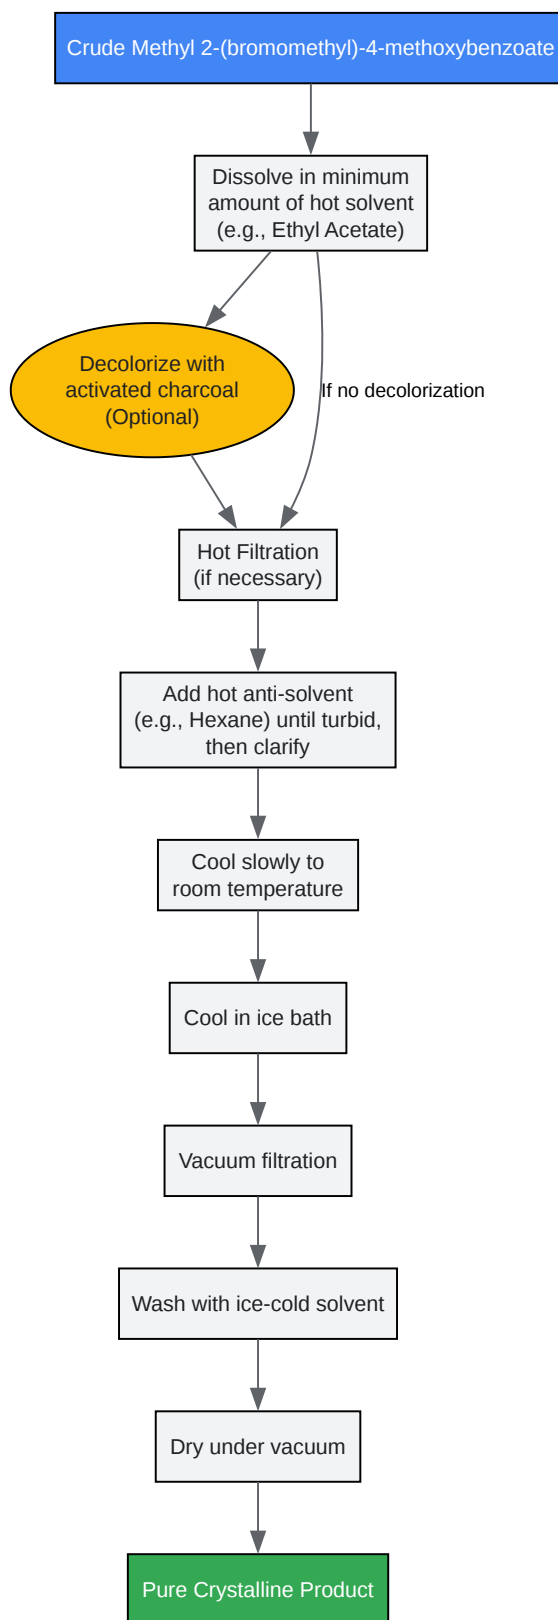 Crude Methyl 2-(bromomethyl)-4-methoxybenzoate
Dissolve in minimum
amount of hot solvent
(e.g., Ethyl Acetate)
Decolorize with
activated charcoal
(Optional)
If no decolorization
Hot Filtration
(if necessary)
Add hot anti-solvent
(e.g., Hexane) until turbid,
then clarify
Cool slowly to
room temperature
Cool in ice bath
Vacuum filtration
Wash with ice-cold solvent
Dry under vacuum
Pure Crystalline Product